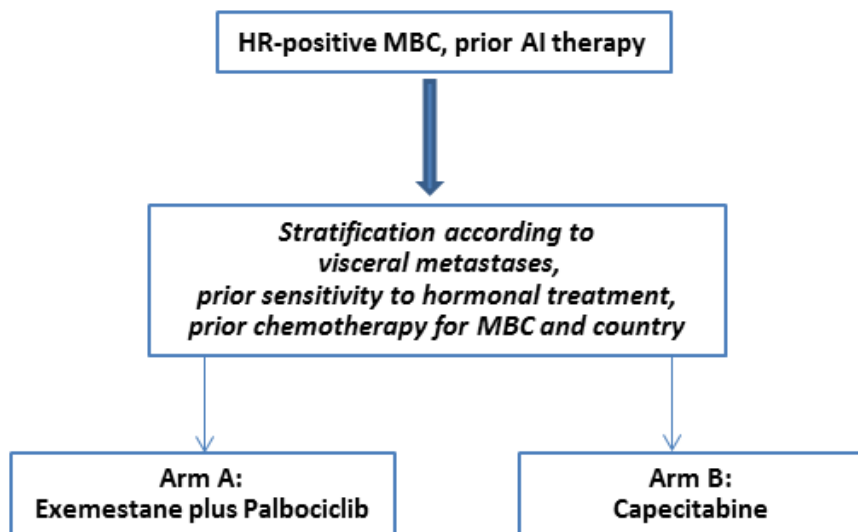 HR-positive MBC, prior AI therapy
Stratification according to
visceral metastases,
prior sensitivity to hormonal treatment,
prior chemotherapy for MBC and country
Arm A:
Exemestane plus Palbociclib
Arm B:
Capecitabine